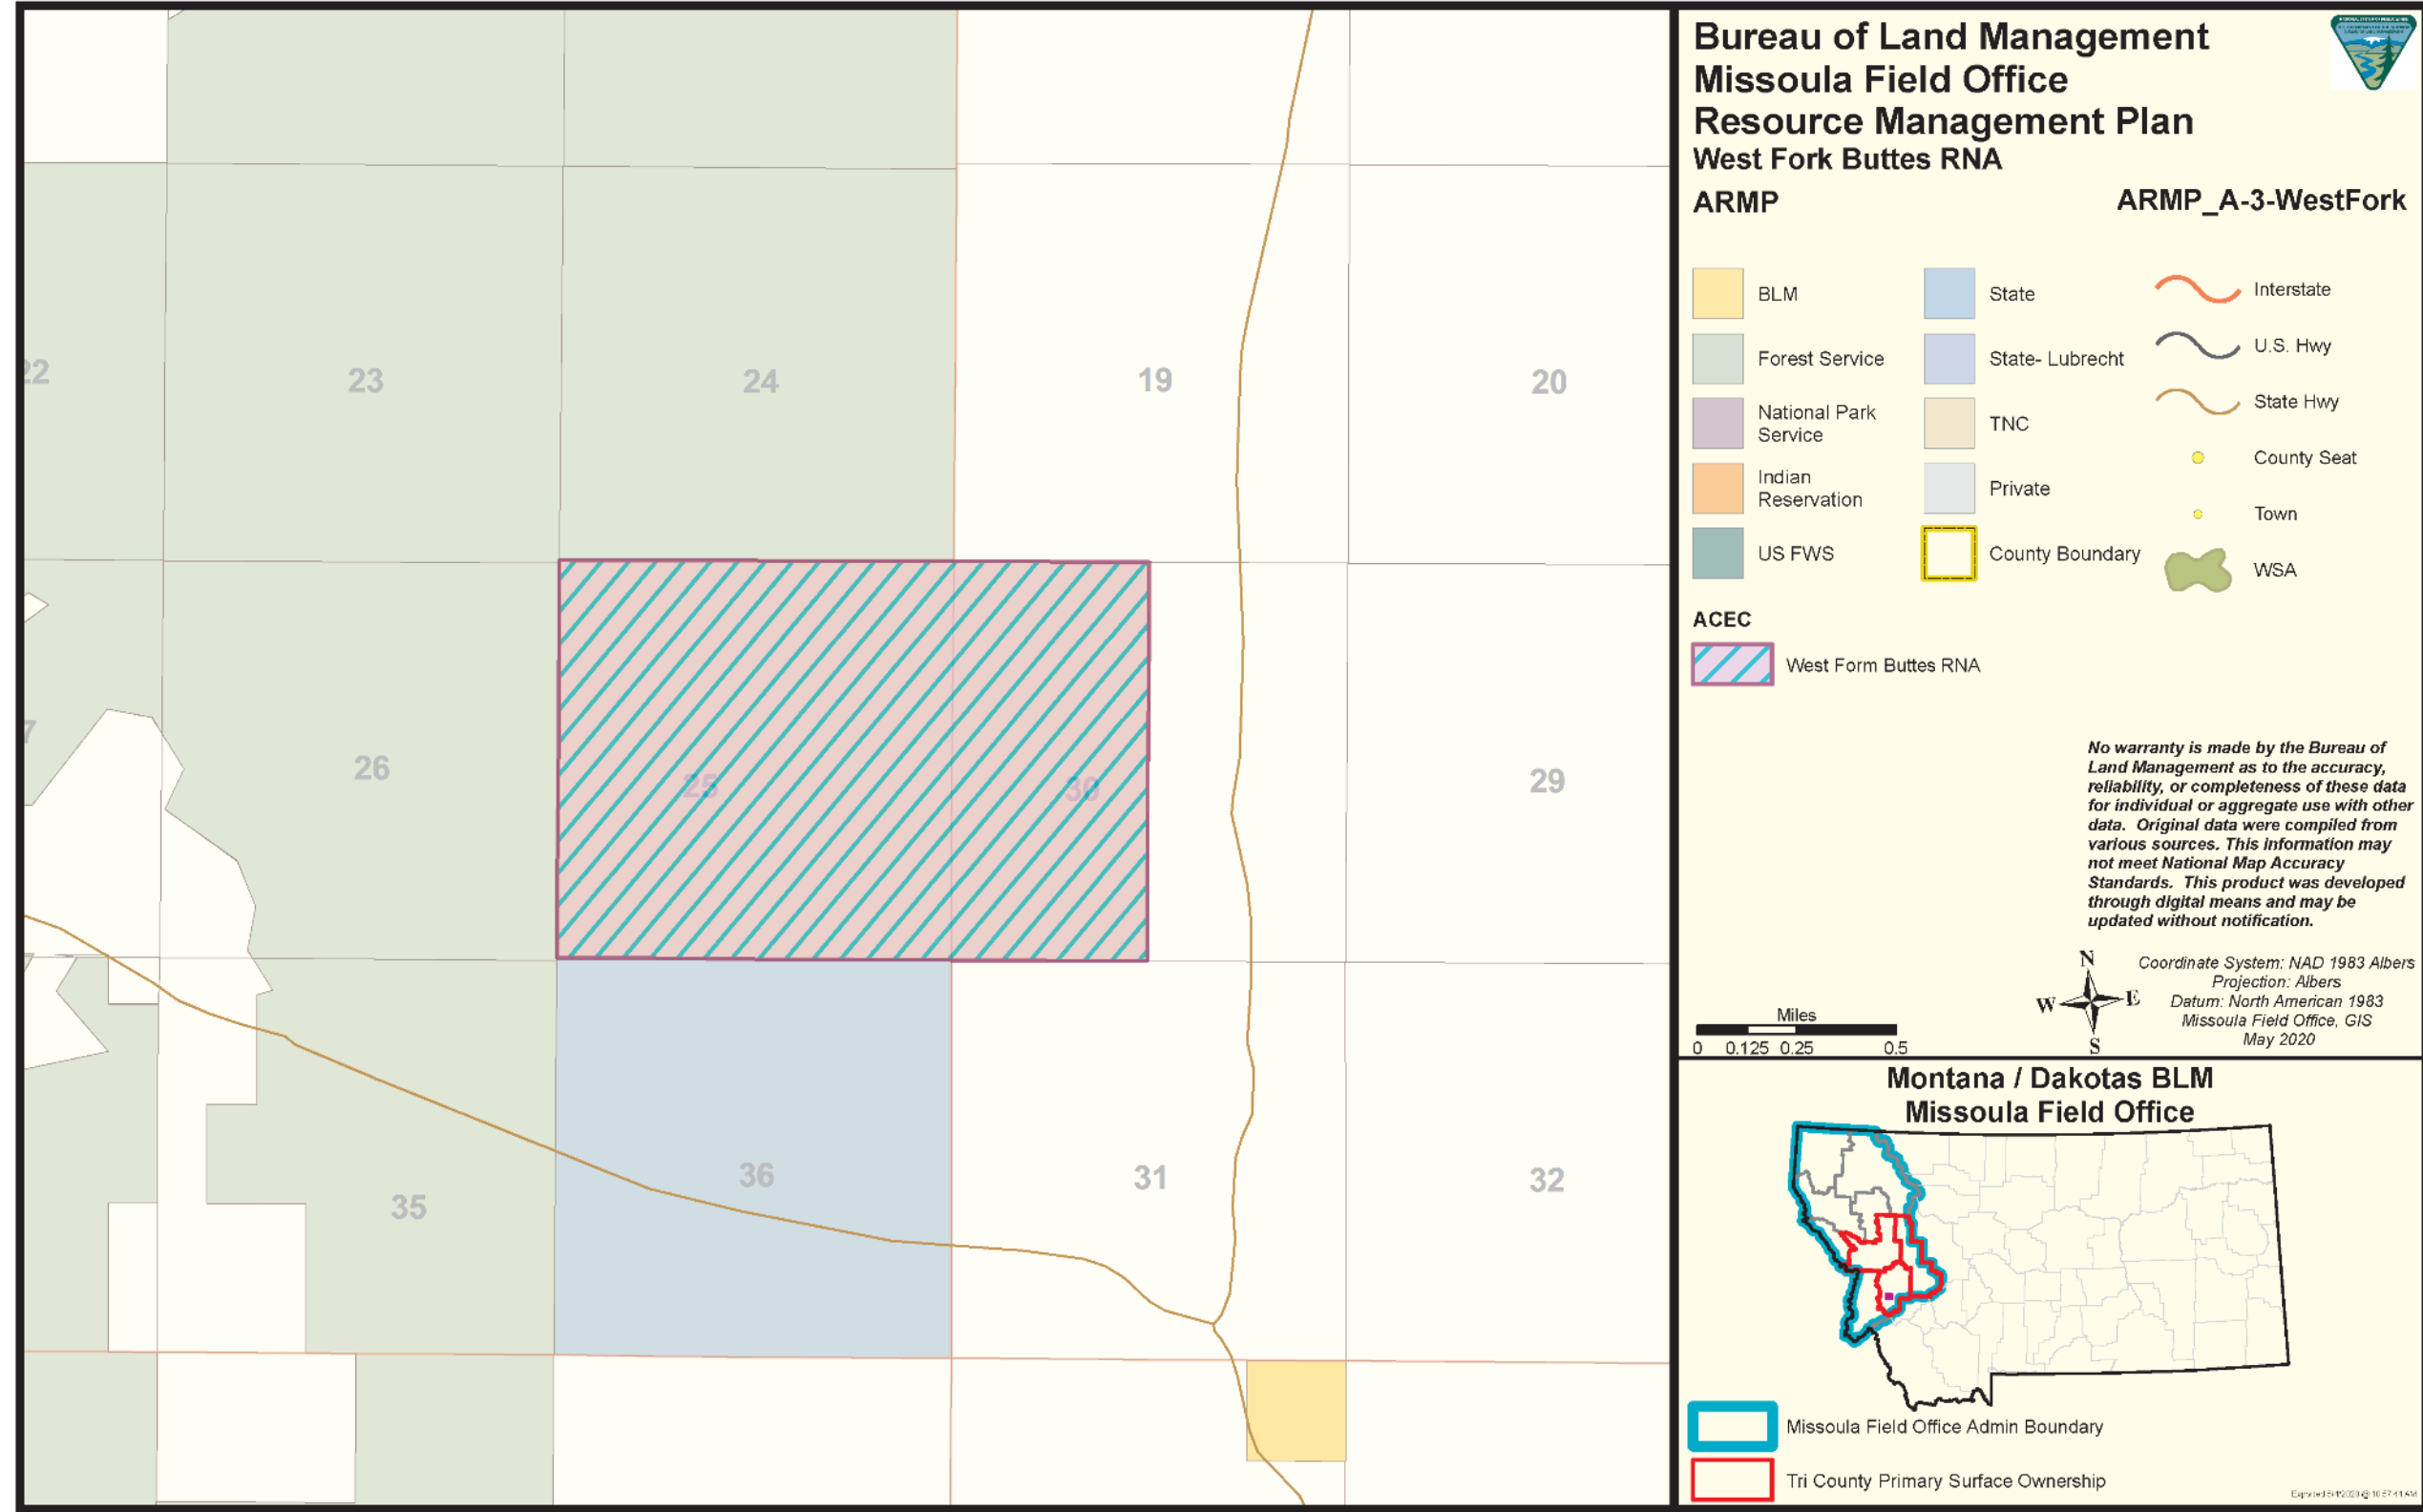 22
23
24
19
20
7
26
25
30
29
35
36
31
32
Bureau of Land Management
Missoula Field Office
Resource Management Plan
West Fork Buttes RNA
ARMP
ARMP_A-3-WestFork
BLM
Forest Service
National Park
Service
Indian
Reservation
US FWS
State
State- Lubrecht
TNC
Private
County Boundary
Interstate
U.S. Hwy
State Hwy
County Seat
Town
WSA
ACEC
West Form Buttes RNA
No warranty is made by the Bureau of
Land Management as to the accuracy,
reliability, or completeness of these data
for individual or aggregate use with other
data. Original data were compiled from
various sources. This information may
not meet National Map Accuracy
Standards. This product was developed
through digital means and may be
updated without notification.
N
W
E
S
Coordinate System: NAD 1983 Albers
Projection: Albers
Datum: North American 1983
Missoula Field Office, GIS
May 2020
Miles
0 0.125 0.25 0.5
Montana / Dakotas BLM
Missoula Field Office
Missoula Field Office Admin Boundary
Tri County Primary Surface Ownership